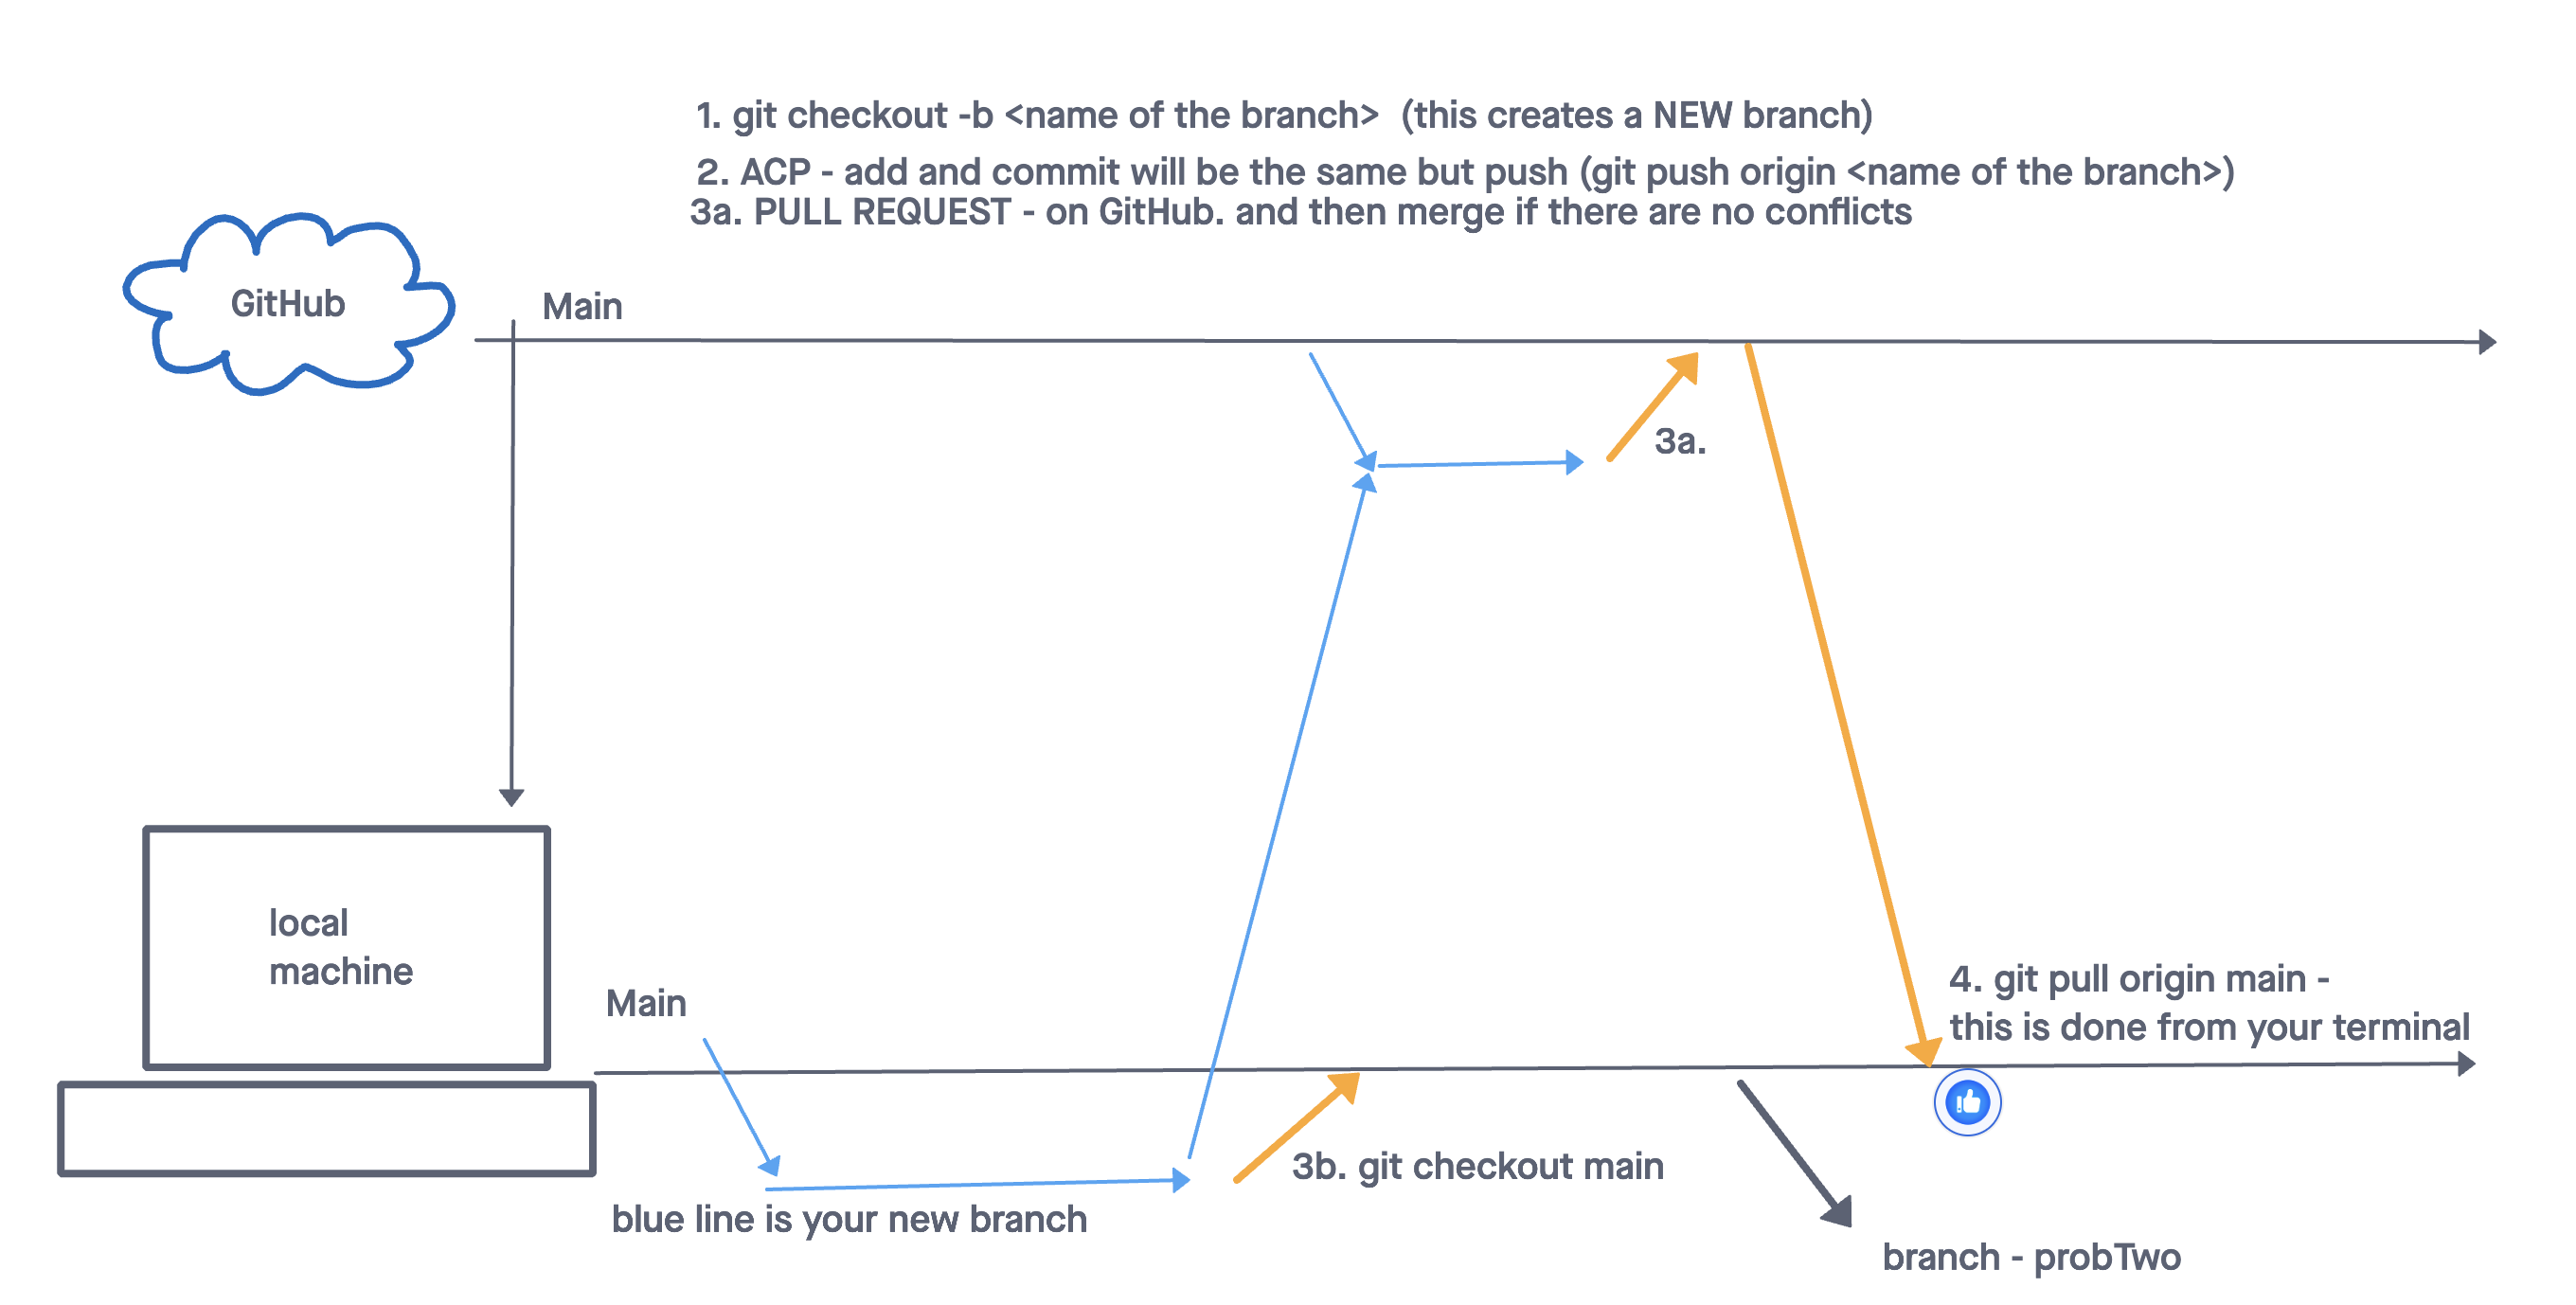 1. git checkout -b <name of the branch>  (this creates a NEW branch)
2. ACP - add and commit will be the same but push (git push origin <name of the branch>)
3a. PULL REQUEST - on GitHub. and then merge if there are no conflicts
GitHub
Main
3a.
local
machine
Main
4. git pull origin main -
this is done from your terminal
3b. git checkout main
blue line is your new branch
branch - probTwo